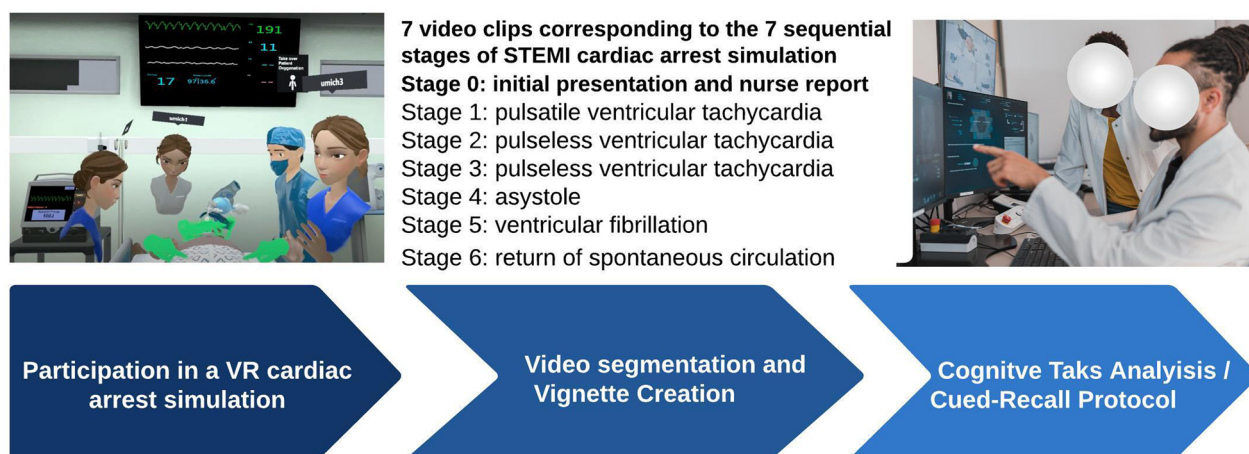 191
11
Take over
Patient
Oxygenation
umich3
17
97|36.6
umich1
7 video clips corresponding to the 7 sequential
stages of STEMI cardiac arrest simulation
Stage 0: initial presentation and nurse report
Stage 1: pulsatile ventricular tachycardia
Stage 2: pulseless ventricular tachycardia
Stage 3: pulseless ventricular tachycardia
Stage 4: asystole
Stage 5: ventricular fibrillation
Stage 6: return of spontaneous circulation
Participation in a VR cardiac
arrest simulation
Video segmentation and
Vignette Creation
Cognitve Taks Analyisis /
Cued-Recall Protocol